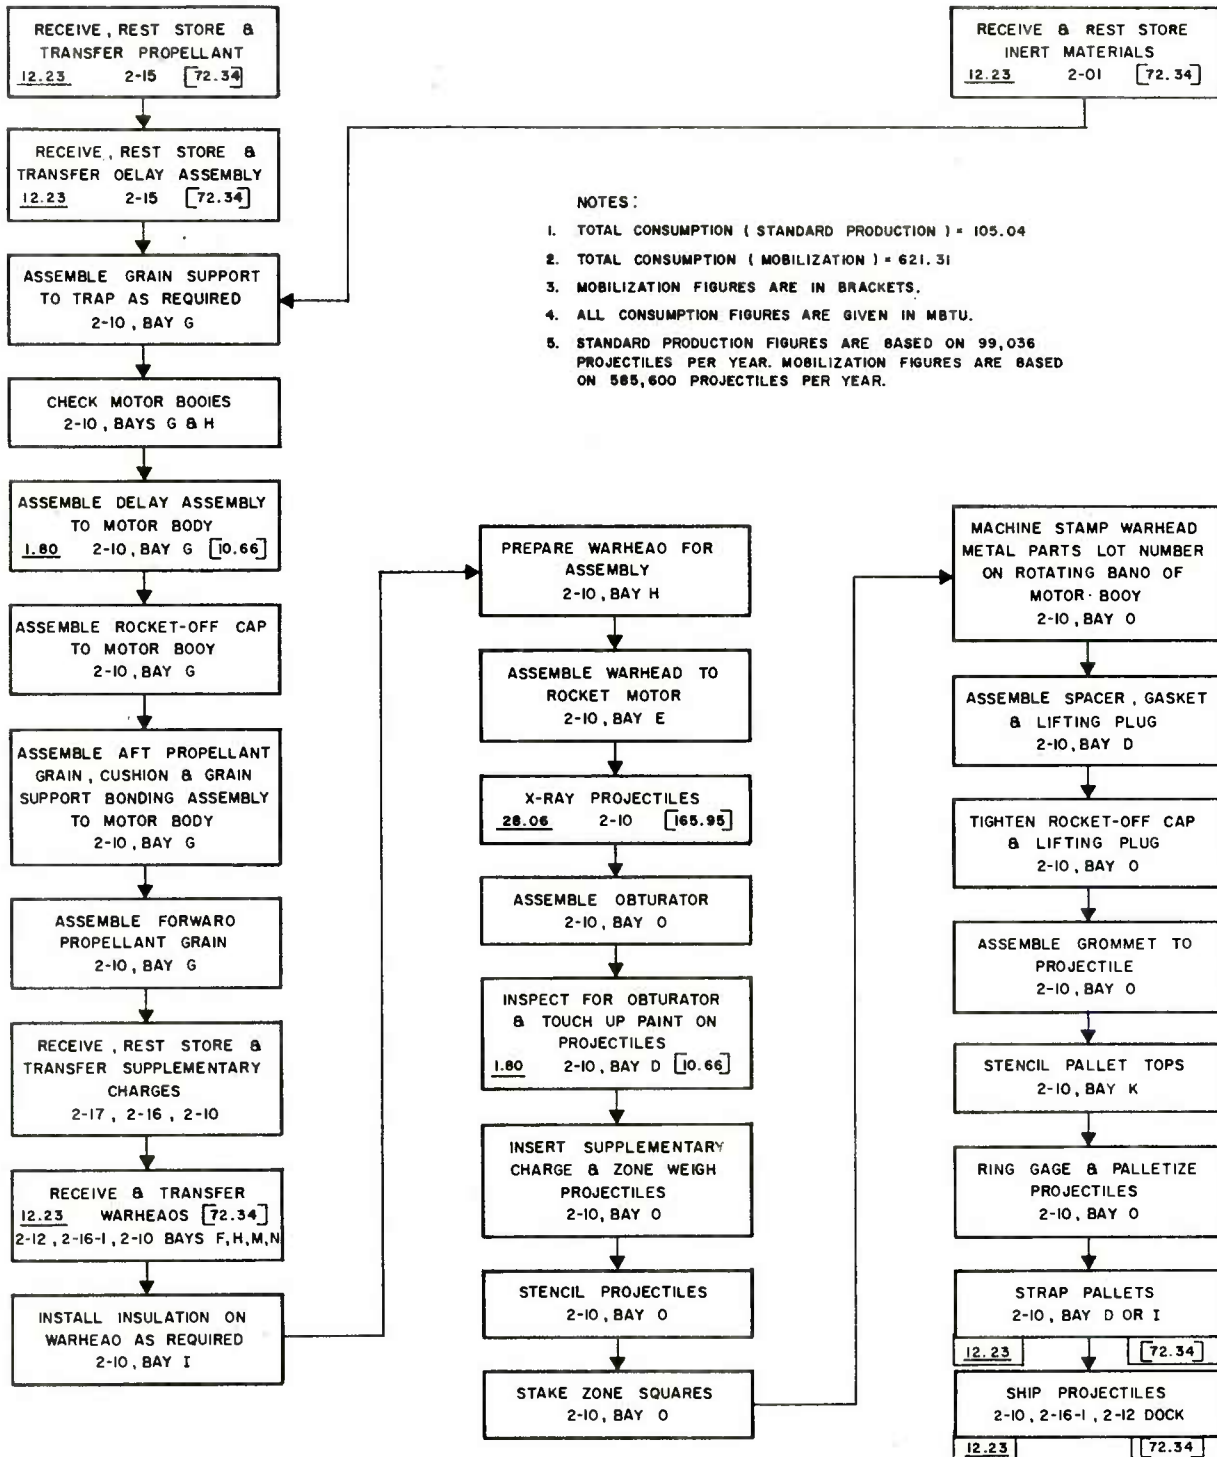 RECEIVE, REST STORE &
TRANSFER PROPELLANT
12.23 2-15 [72.34]
RECEIVE, REST STORE &
TRANSFER DELAY ASSEMBLY
12.23 2-15 [72.34]
ASSEMBLE GRAIN SUPPORT
TO TRAP AS REQUIRED
2-10, BAY G
CHECK MOTOR BODIES
2-10, BAYS G & H
ASSEMBLE DELAY ASSEMBLY
TO MOTOR BODY
1.80 2-10, BAY G [10.66]
ASSEMBLE ROCKET-OFF CAP
TO MOTOR BODY
2-10, BAY G
ASSEMBLE AFT PROPELLANT
GRAIN, CUSHION & GRAIN
SUPPORT BONDING ASSEMBLY
TO MOTOR BODY
2-10, BAY G
ASSEMBLE FORWARD
PROPELLANT GRAIN
2-10, BAY G
RECEIVE, REST STORE &
TRANSFER SUPPLEMENTARY
CHARGES
2-17, 2-16, 2-10
RECEIVE & TRANSFER
12.23 WARHEADS [72.34]
2-12, 2-16-1, 2-10 BAYS F,H,M,N
INSTALL INSULATION ON
WARHEAD AS REQUIRED
2-10, BAY I
RECEIVE & REST STORE
INERT MATERIALS
12.23 2-01 [72.34]
NOTES:
1. TOTAL CONSUMPTION (STANDARD PRODUCTION) = 105.04
2. TOTAL CONSUMPTION (MOBILIZATION) = 621.31
3. MOBILIZATION FIGURES ARE IN BRACKETS.
4. ALL CONSUMPTION FIGURES ARE GIVEN IN MBTU.
5. STANDARD PRODUCTION FIGURES ARE BASED ON 99,036
PROJECTILES PER YEAR. MOBILIZATION FIGURES ARE BASED
ON 585,600 PROJECTILES PER YEAR.
PREPARE WARHEAD FOR
ASSEMBLY
2-10, BAY H
ASSEMBLE WARHEAD TO
ROCKET MOTOR
2-10, BAY E
X-RAY PROJECTILES
28.06 2-10 [165.95]
ASSEMBLE OBTURATOR
2-10, BAY D
INSPECT FOR OBTURATOR
& TOUCH UP PAINT ON
PROJECTILES
1.80 2-10, BAY D [10.66]
INSERT SUPPLEMENTARY
CHARGE & ZONE WEIGH
PROJECTILES
2-10, BAY D
STENCIL PROJECTILES
2-10, BAY D
STAKE ZONE SQUARES
2-10, BAY D
MACHINE STAMP WARHEAD
METAL PARTS LOT NUMBER
ON ROTATING BAND OF
MOTOR BODY
2-10, BAY D
ASSEMBLE SPACER, GASKET
& LIFTING PLUG
2-10, BAY D
TIGHTEN ROCKET-OFF CAP
& LIFTING PLUG
2-10, BAY D
ASSEMBLE GROMMET TO
PROJECTILE
2-10, BAY D
STENCIL PALLET TOPS
2-10, BAY K
RING GAGE & PALLETIZE
PROJECTILES
2-10, BAY D
STRAP PALLETS
2-10, BAY D OR I
12.23 [72.34]
SHIP PROJECTILES
2-10, 2-16-1, 2-12 DOCK
12.23 [72.34]